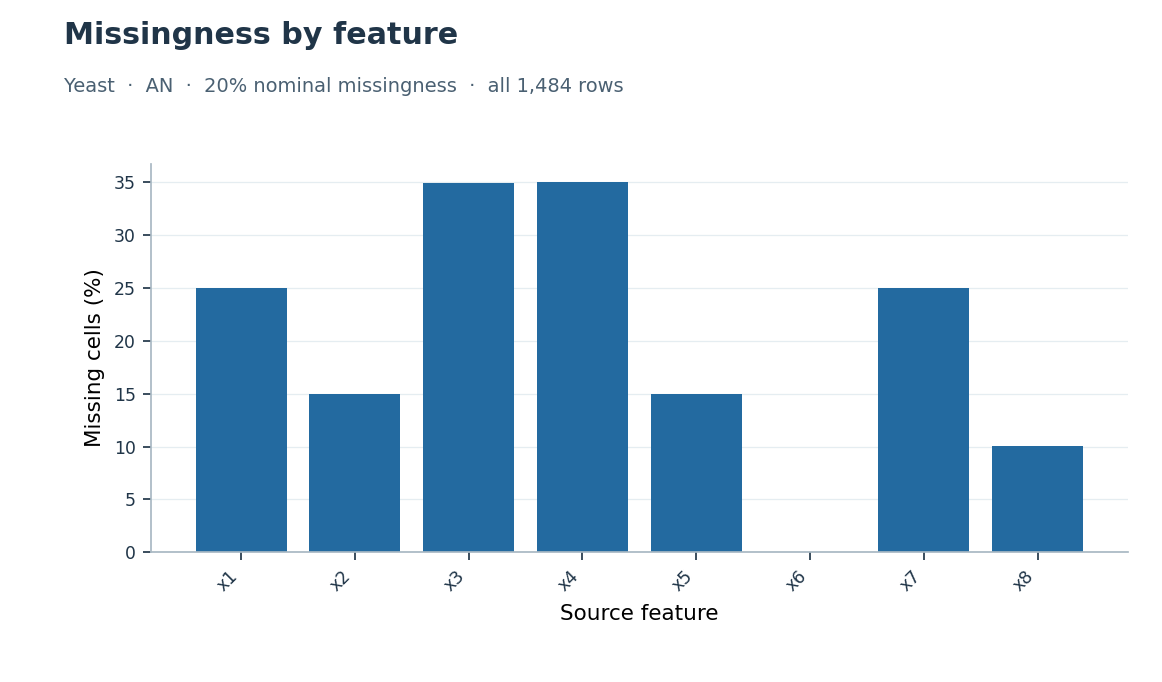 Missingness by feature
Yeast · AN · 20% nominal missingness · all 1,484 rows
35
30
25
20
15
10
5
0
Missing cells (%)
x1 x2 x3 x4 x5 x6 x7 x8
Source feature